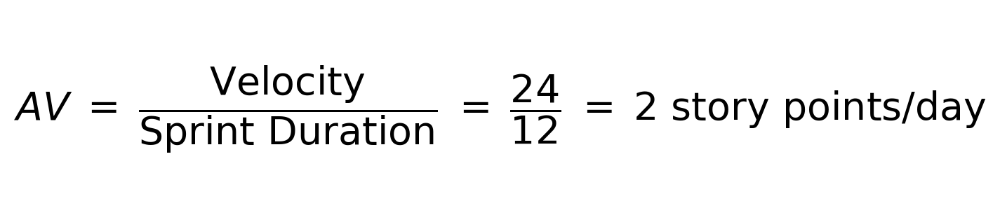 AV = Velocity / Sprint Duration = 24 / 12 = 2 story points/day